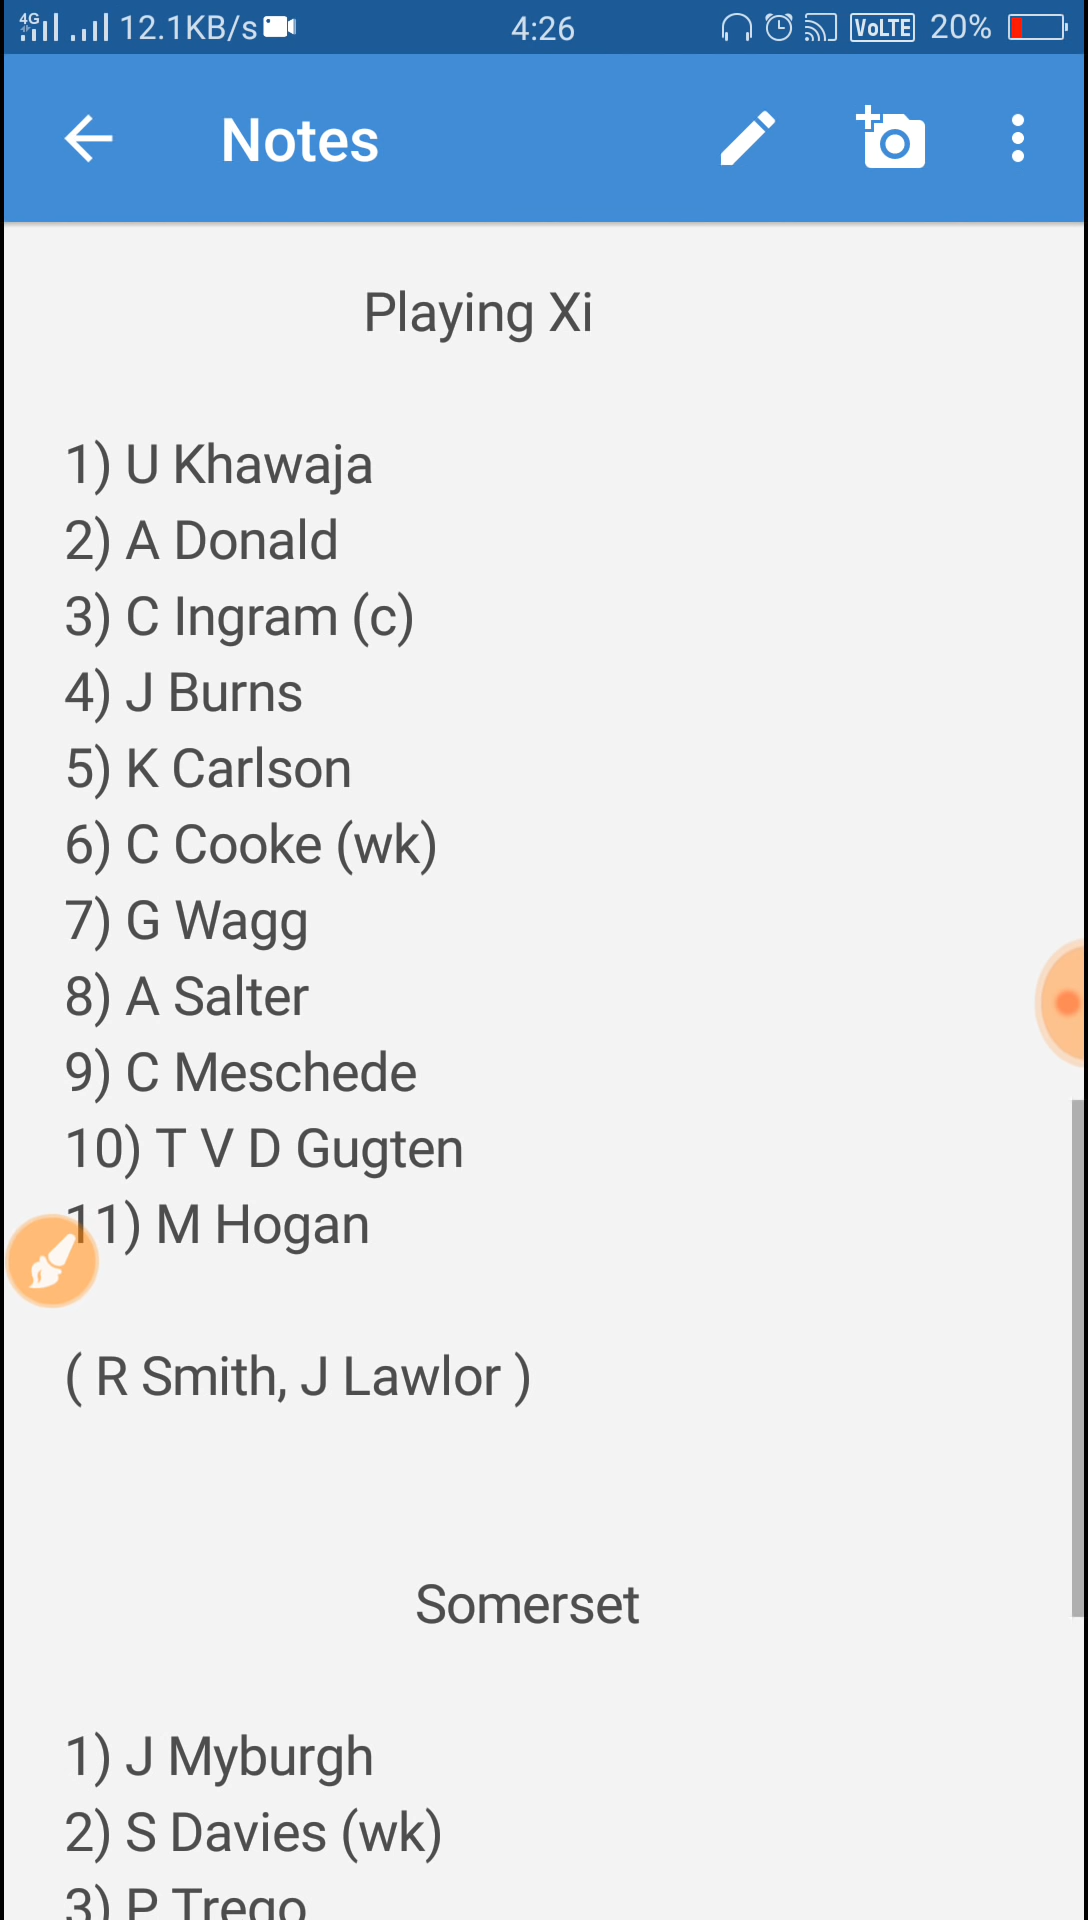 4G 12.1KB/s 4:26 VoLTE 20%
Notes
Playing Xi
1) U Khawaja
2) A Donald
3) C Ingram (c)
4) J Burns
5) K Carlson
6) C Cooke (wk)
7) G Wagg
8) A Salter
9) C Meschede
10) T V D Gugten
11) M Hogan
( R Smith, J Lawlor )
Somerset
1) J Myburgh
2) S Davies (wk)
3) P Trego